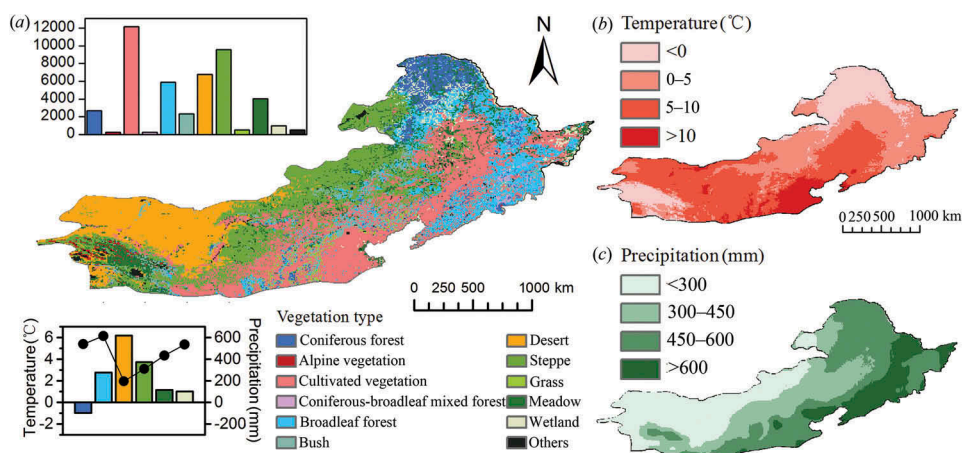 (a)
12000
10000
8000
6000
4000
2000
0
N
0 250 500 1000 km
Temperature(℃)
6
4
2
0
−2
600
400
200
0
−200
Precipitation(mm)
Vegetation type
Coniferous forest
Alpine vegetation
Cultivated vegetation
Coniferous-broadleaf mixed forest
Broadleaf forest
Bush
Desert
Steppe
Grass
Meadow
Wetland
Others
(b) Temperature(℃)
<0
0–5
5–10
>10
0 250 500 1000 km
(c) Precipitation(mm)
<300
300–450
450–600
>600